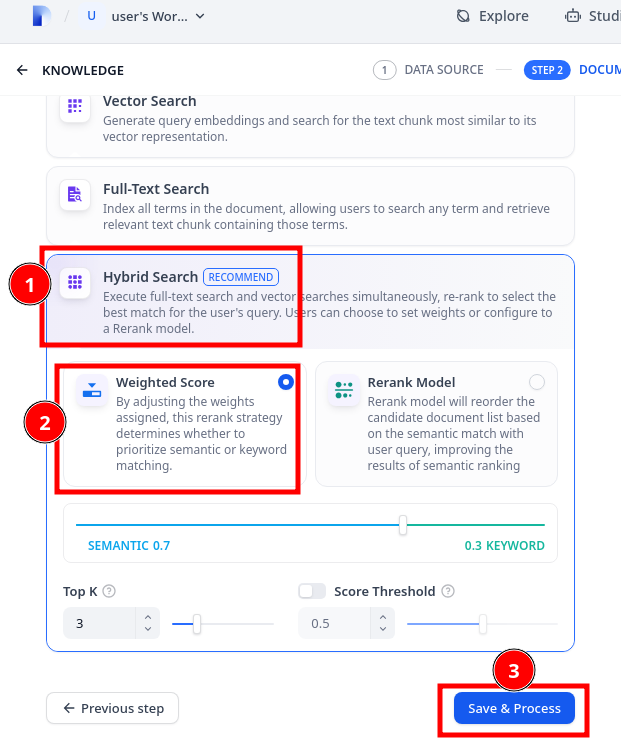 U user's Wor... Explore Studi
KNOWLEDGE 1 DATA SOURCE STEP 2 DOCUM
Vector Search
Generate query embeddings and search for the text chunk most similar to its
vector representation.
Full-Text Search
Index all terms in the document, allowing users to search any term and retrieve
relevant text chunk containing those terms.
1
Hybrid Search RECOMMEND
Execute full-text search and vector searches simultaneously, re-rank to select the
best match for the user's query. Users can choose to set weights or configure to
a Rerank model.
2
Weighted Score
By adjusting the weights
assigned, this rerank strategy
determines whether to
prioritize semantic or keyword
matching.
Rerank Model
Rerank model will reorder the
candidate document list based
on the semantic match with
user query, improving the
results of semantic ranking
SEMANTIC 0.7 0.3 KEYWORD
Top K ? Score Threshold ?
3 0.5
3
Previous step Save & Process